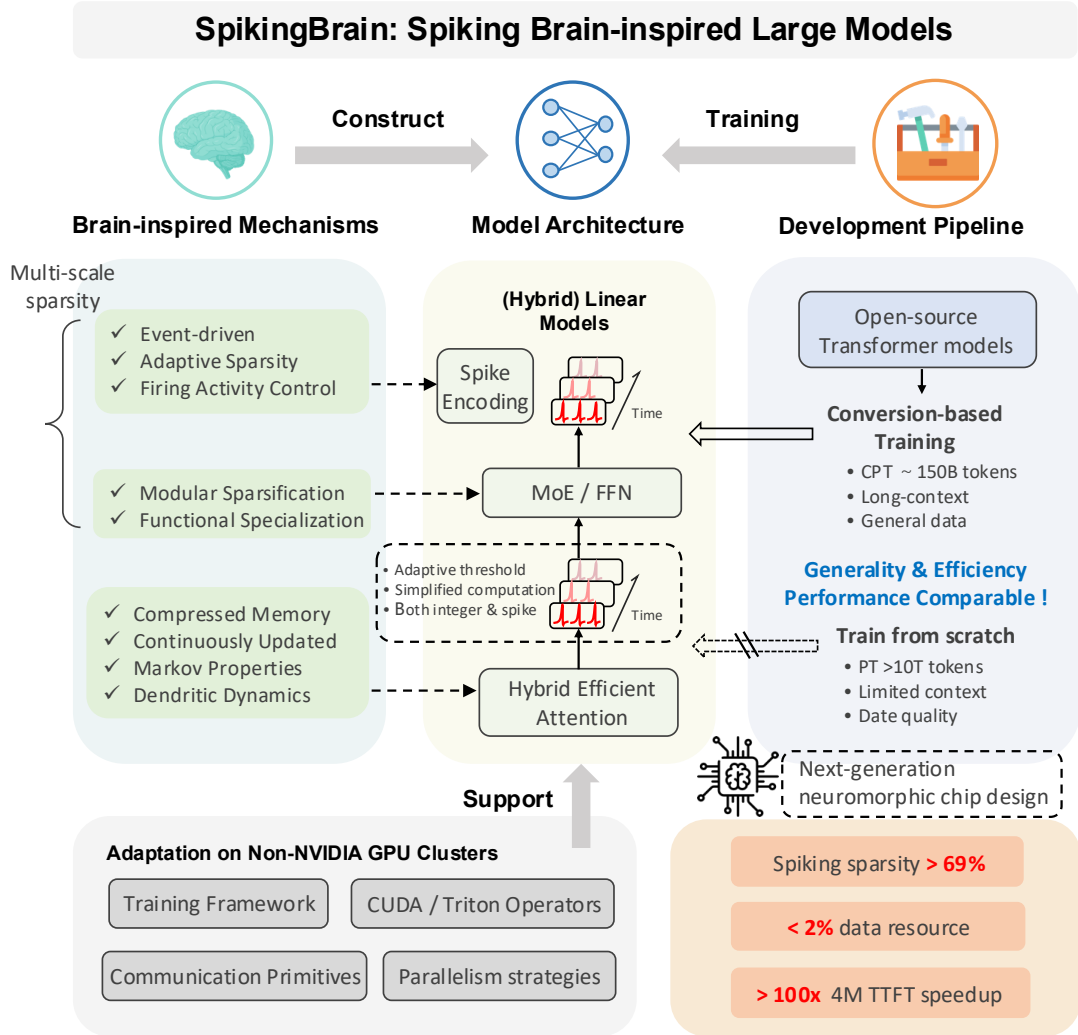 SpikingBrain: Spiking Brain-inspired Large Models
Construct
Training
Brain-inspired Mechanisms
Model Architecture
Development Pipeline
Multi-scale
sparsity
✓ Event-driven
✓ Adaptive Sparsity
✓ Firing Activity Control
✓ Modular Sparsification
✓ Functional Specialization
✓ Compressed Memory
✓ Continuously Updated
✓ Markov Properties
✓ Dendritic Dynamics
(Hybrid) Linear
Models
Spike
Encoding
Time
MoE / FFN
• Adaptive threshold
• Simplified computation
• Both integer & spike
Time
Hybrid Efficient
Attention
Open-source
Transformer models
Conversion-based
Training
• CPT ~ 150B tokens
• Long-context
• General data
Generality & Efficiency
Performance Comparable !
Train from scratch
• PT >10T tokens
• Limited context
• Date quality
Next-generation
neuromorphic chip design
Support
Adaptation on Non-NVIDIA GPU Clusters
Training Framework
CUDA / Triton Operators
Communication Primitives
Parallelism strategies
Spiking sparsity > 69%
< 2% data resource
> 100x 4M TTFT speedup